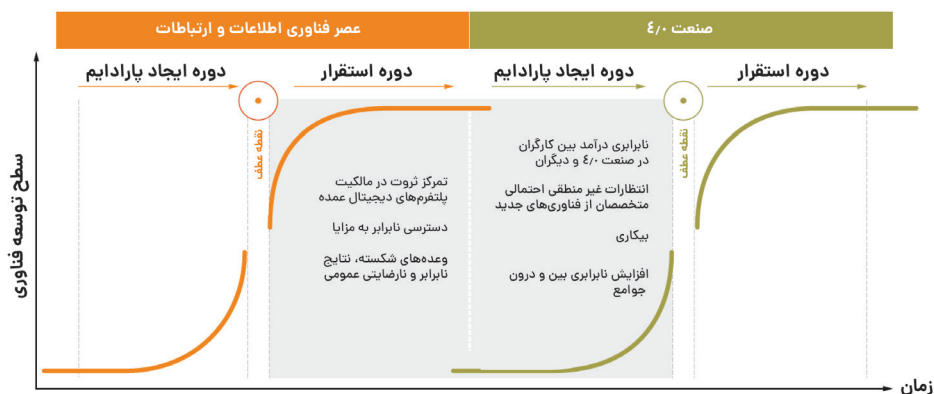 عصر فناوری اطلاعات و ارتباطات
صنعت ۴٫۰
دوره ایجاد پارادایم
دوره استقرار
دوره ایجاد پارادایم
دوره استقرار
نقطه عطف
نقطه عطف
سطح توسعه فناوری
تمرکز ثروت در مالکیت
پلتفرم‌های دیجیتال عمده
دسترسی نابرابر به مزایا
وعده‌های شکسته، نتایج
نابرابر و نارضایتی عمومی
نابرابری درآمد بین کارگران
در صنعت ۴٫۰ و دیگران
انتظارات غیر منطقی احتمالی
متخصصان از فناوری‌های جدید
بیکاری
افزایش نابرابری بین و درون
جوامع
زمان